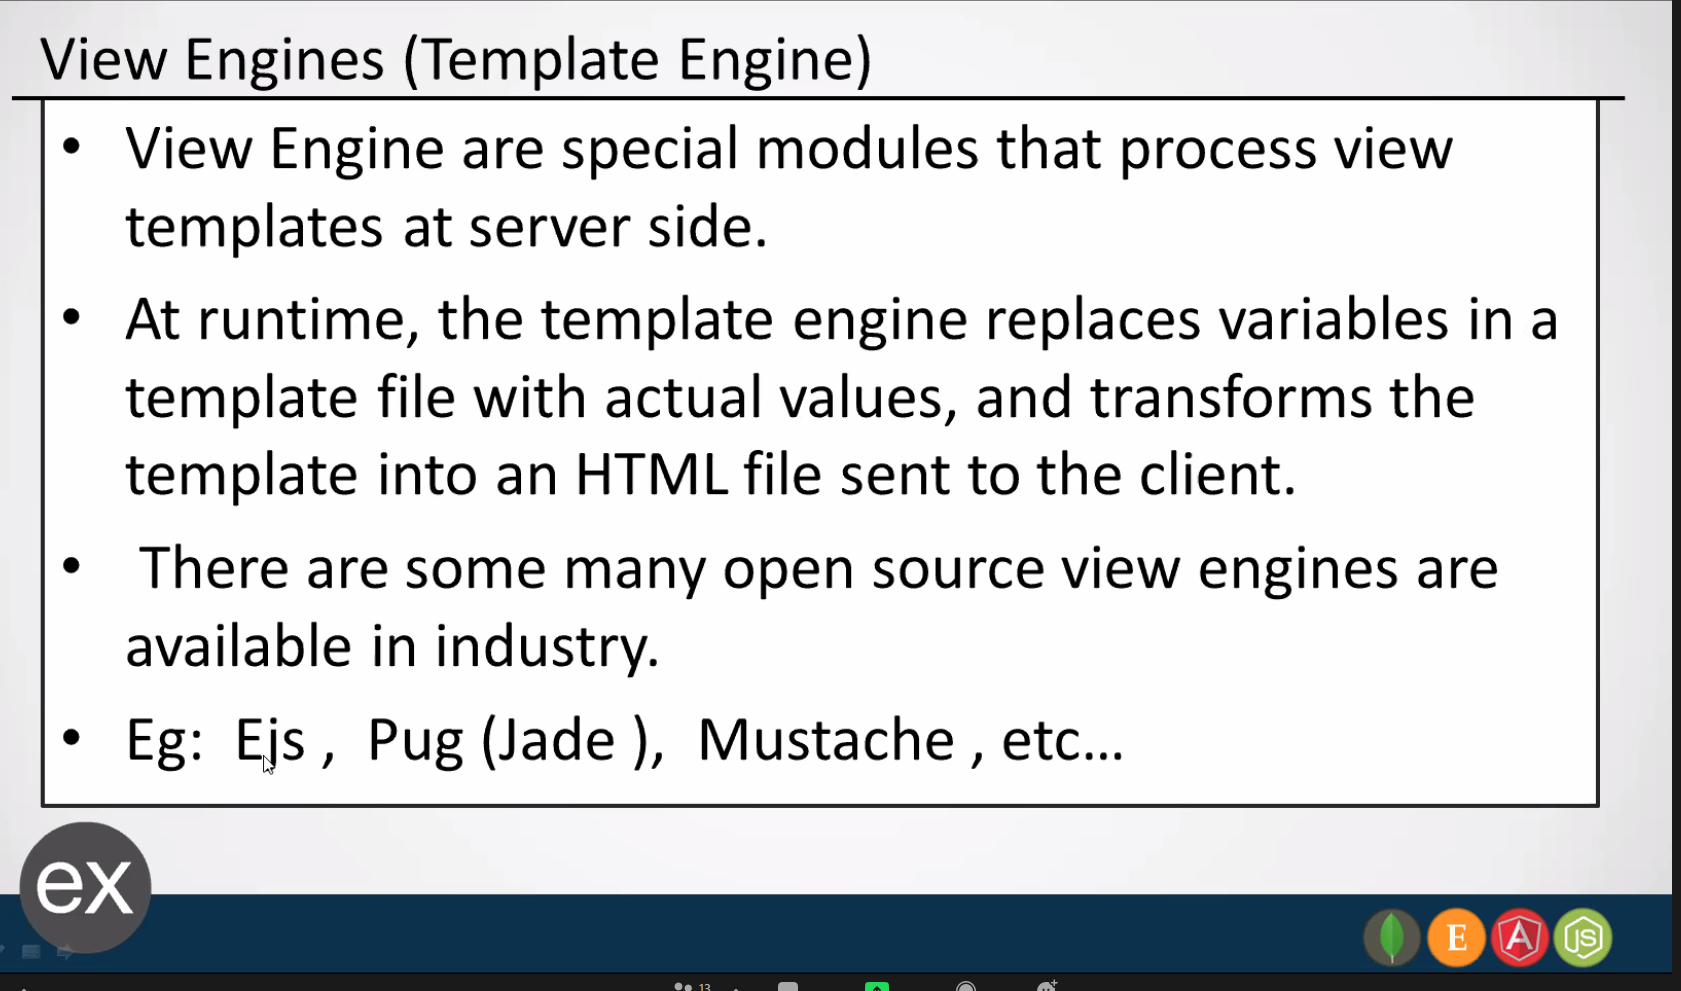 View Engines (Template Engine)
• View Engine are special modules that process view
templates at server side.
• At runtime, the template engine replaces variables in a
template file with actual values, and transforms the
template into an HTML file sent to the client.
• There are some many open source view engines are
available in industry.
• Eg: Ejs , Pug (Jade ), Mustache , etc...
ex
E
A
JS
13